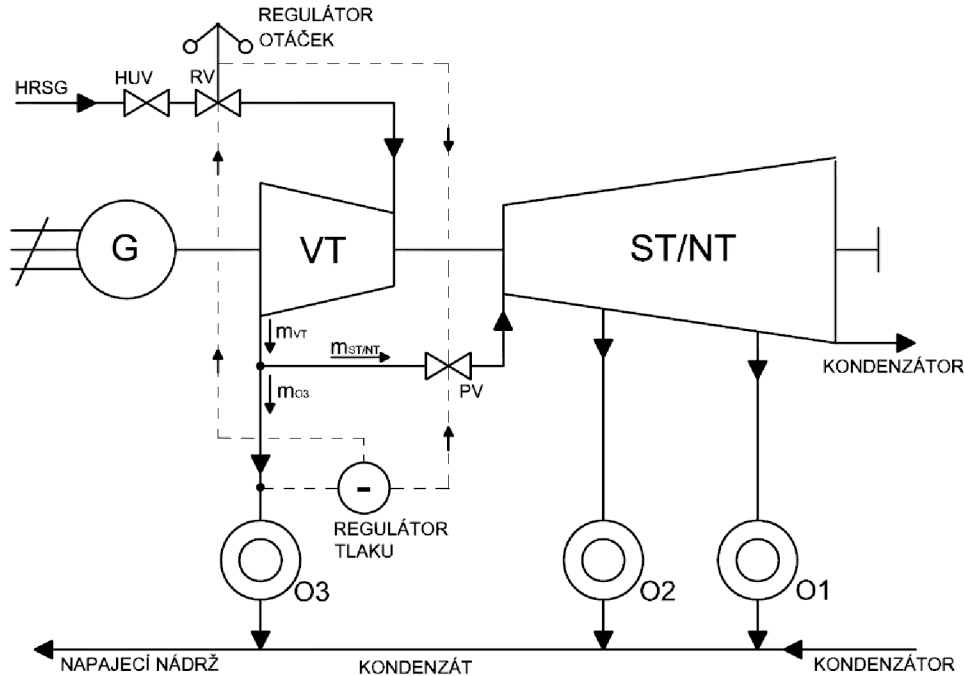 REGULÁTOR
OTÁČEK
HUV
RV
HRSG
G
VT
ST/NT
mVT
mST/NT
KONDENZÁTOR
mO3
PV
REGULÁTOR
TLAKU
O3
O2
O1
NAPAJECÍ NÁDRŽ
KONDENZÁT
KONDENZÁTOR